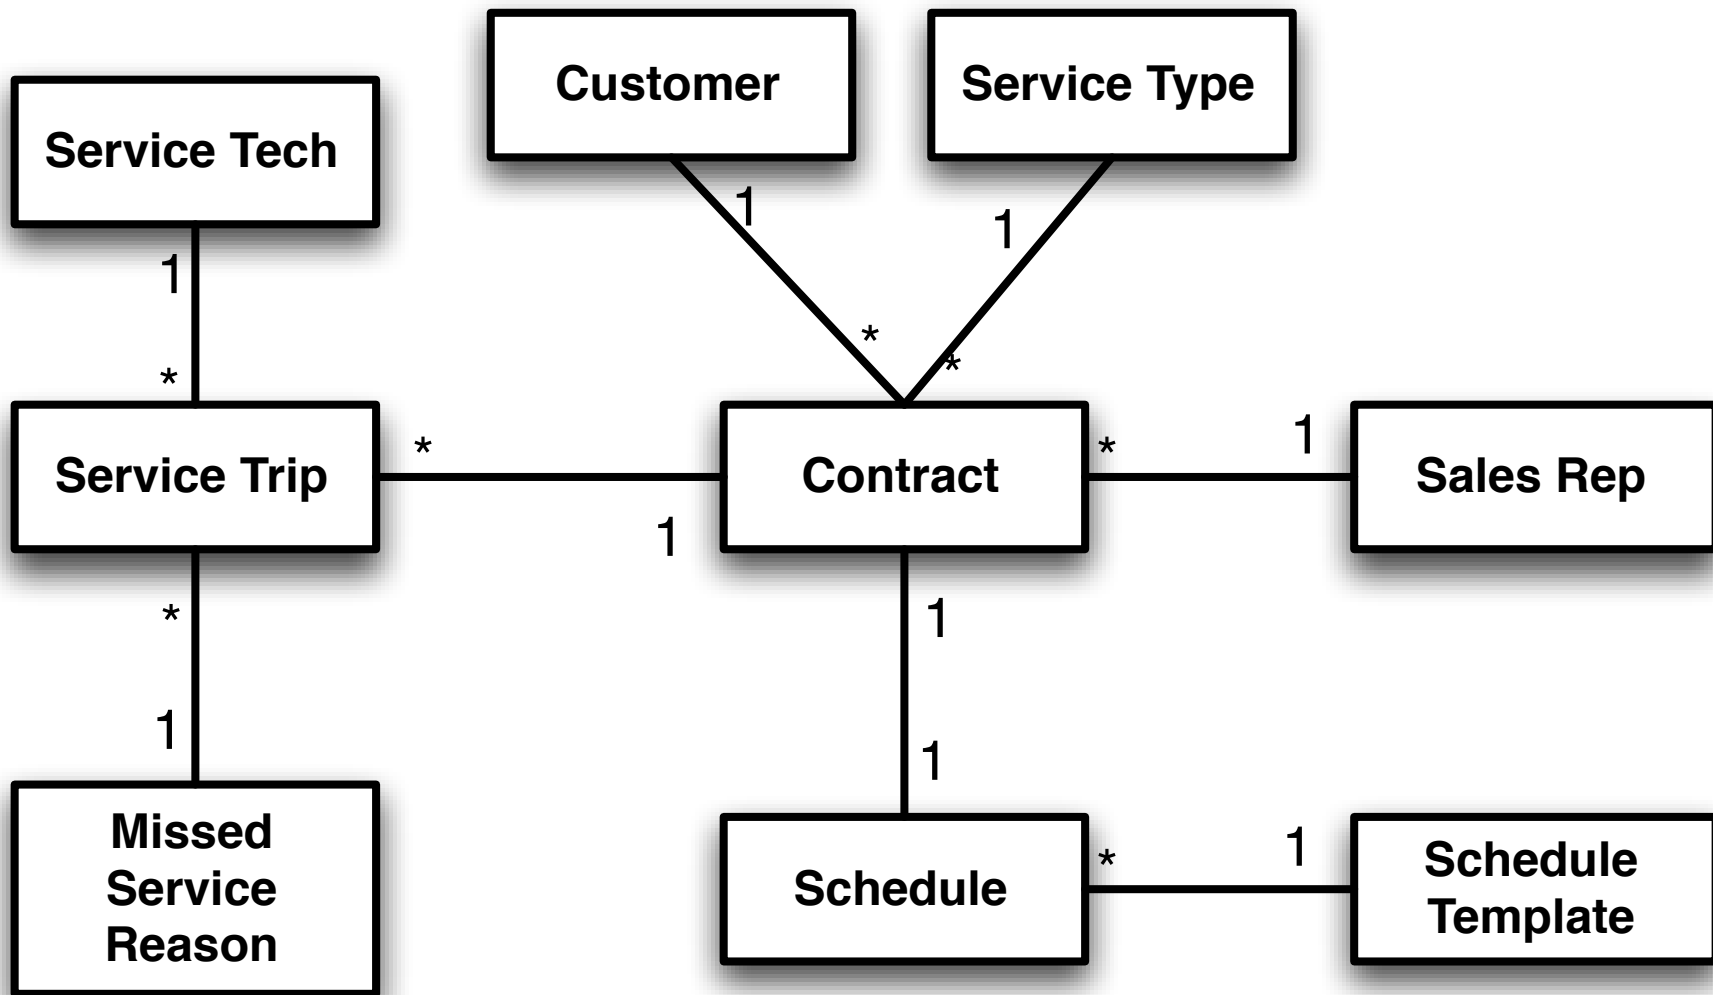 Customer
Service Type
Service Tech
1
1
1
*
*
*
Service Trip
*
1
Contract
*
1
Sales Rep
*
1
1
1
Missed
Service
Reason
Schedule
*
1
Schedule
Template